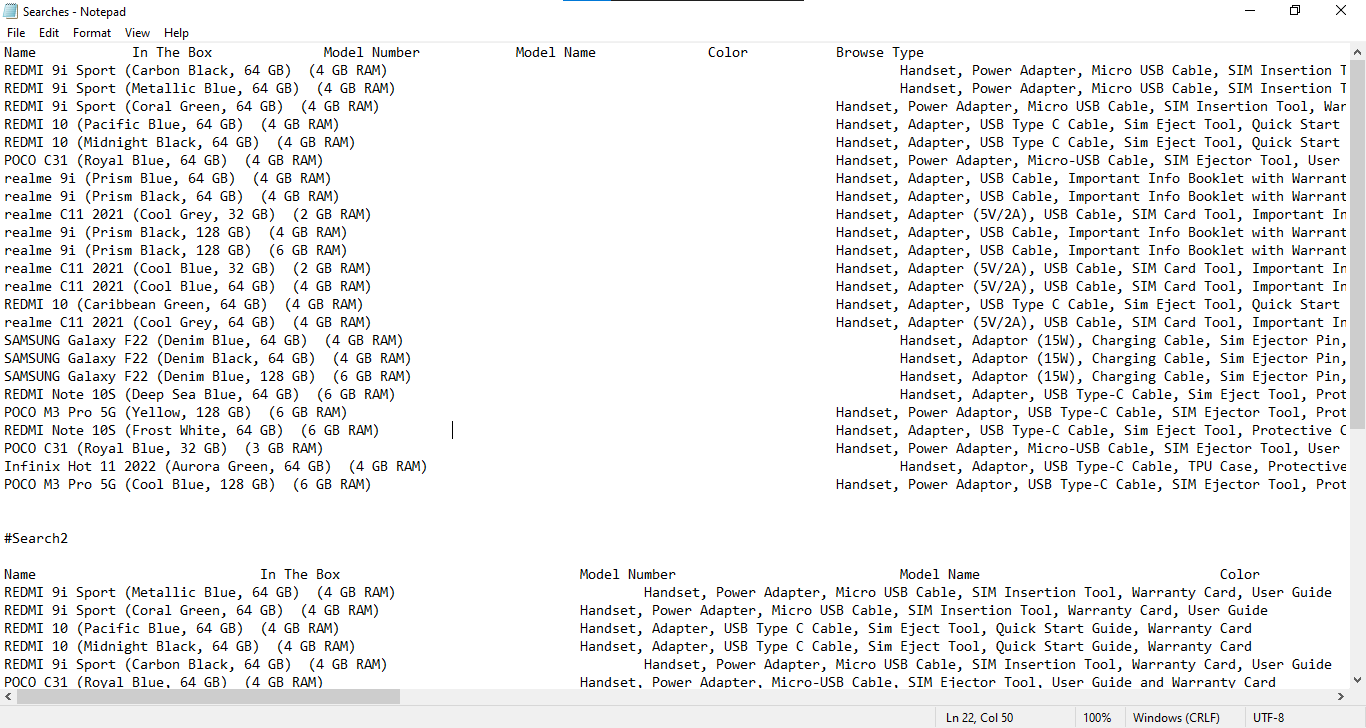 Searches - Notepad
File Edit Format View Help
Name In The Box Model Number Model Name Color Browse Type
REDMI 9i Sport (Carbon Black, 64 GB) (4 GB RAM) Handset, Power Adapter, Micro USB Cable, SIM Insertion T
REDMI 9i Sport (Metallic Blue, 64 GB) (4 GB RAM) Handset, Power Adapter, Micro USB Cable, SIM Insertion T
REDMI 9i Sport (Coral Green, 64 GB) (4 GB RAM) Handset, Power Adapter, Micro USB Cable, SIM Insertion Tool, War
REDMI 10 (Pacific Blue, 64 GB) (4 GB RAM) Handset, Adapter, USB Type C Cable, Sim Eject Tool, Quick Start
REDMI 10 (Midnight Black, 64 GB) (4 GB RAM) Handset, Adapter, USB Type C Cable, Sim Eject Tool, Quick Start
POCO C31 (Royal Blue, 64 GB) (4 GB RAM) Handset, Power Adapter, Micro-USB Cable, SIM Ejector Tool, User
realme 9i (Prism Blue, 64 GB) (4 GB RAM) Handset, Adapter, USB Cable, Important Info Booklet with Warrant
realme 9i (Prism Black, 64 GB) (4 GB RAM) Handset, Adapter, USB Cable, Important Info Booklet with Warrant
realme C11 2021 (Cool Grey, 32 GB) (2 GB RAM) Handset, Adapter (5V/2A), USB Cable, SIM Card Tool, Important In
realme 9i (Prism Black, 128 GB) (4 GB RAM) Handset, Adapter, USB Cable, Important Info Booklet with Warrant
realme 9i (Prism Black, 128 GB) (6 GB RAM) Handset, Adapter, USB Cable, Important Info Booklet with Warrant
realme C11 2021 (Cool Blue, 32 GB) (2 GB RAM) Handset, Adapter (5V/2A), USB Cable, SIM Card Tool, Important In
realme C11 2021 (Cool Blue, 64 GB) (4 GB RAM) Handset, Adapter (5V/2A), USB Cable, SIM Card Tool, Important In
REDMI 10 (Caribbean Green, 64 GB) (4 GB RAM) Handset, Adapter, USB Type C Cable, Sim Eject Tool, Quick Start
realme C11 2021 (Cool Grey, 64 GB) (4 GB RAM) Handset, Adapter (5V/2A), USB Cable, SIM Card Tool, Important In
SAMSUNG Galaxy F22 (Denim Blue, 64 GB) (4 GB RAM) Handset, Adaptor (15W), Charging Cable, Sim Ejector Pin,
SAMSUNG Galaxy F22 (Denim Black, 64 GB) (4 GB RAM) Handset, Adaptor (15W), Charging Cable, Sim Ejector Pin,
SAMSUNG Galaxy F22 (Denim Blue, 128 GB) (6 GB RAM) Handset, Adaptor (15W), Charging Cable, Sim Ejector Pin,
REDMI Note 10S (Deep Sea Blue, 64 GB) (6 GB RAM) Handset, Adapter, USB Type-C Cable, Sim Eject Tool, Prot
POCO M3 Pro 5G (Yellow, 128 GB) (6 GB RAM) Handset, Power Adaptor, USB Type-C Cable, SIM Ejector Tool, Prot
REDMI Note 10S (Frost White, 64 GB) (6 GB RAM) Handset, Adapter, USB Type-C Cable, Sim Eject Tool, Protective C
POCO C31 (Royal Blue, 32 GB) (3 GB RAM) Handset, Power Adapter, Micro-USB Cable, SIM Ejector Tool, User
Infinix Hot 11 2022 (Aurora Green, 64 GB) (4 GB RAM) Handset, Adaptor, USB Type-C Cable, TPU Case, Protective
POCO M3 Pro 5G (Cool Blue, 128 GB) (6 GB RAM) Handset, Power Adaptor, USB Type-C Cable, SIM Ejector Tool, Prot
#Search2
Name In The Box Model Number Model Name Color
REDMI 9i Sport (Metallic Blue, 64 GB) (4 GB RAM) Handset, Power Adapter, Micro USB Cable, SIM Insertion Tool, Warranty Card, User Guide
REDMI 9i Sport (Coral Green, 64 GB) (4 GB RAM) Handset, Power Adapter, Micro USB Cable, SIM Insertion Tool, Warranty Card, User Guide
REDMI 10 (Pacific Blue, 64 GB) (4 GB RAM) Handset, Adapter, USB Type C Cable, Sim Eject Tool, Quick Start Guide, Warranty Card
REDMI 10 (Midnight Black, 64 GB) (4 GB RAM) Handset, Adapter, USB Type C Cable, Sim Eject Tool, Quick Start Guide, Warranty Card
REDMI 9i Sport (Carbon Black, 64 GB) (4 GB RAM) Handset, Power Adapter, Micro USB Cable, SIM Insertion Tool, Warranty Card, User Guide
POCO C31 (Royal Blue, 64 GB) (4 GB RAM) Handset, Power Adapter, Micro-USB Cable, SIM Ejector Tool, User Guide and Warranty Card
Ln 22, Col 50 100% Windows (CRLF) UTF-8